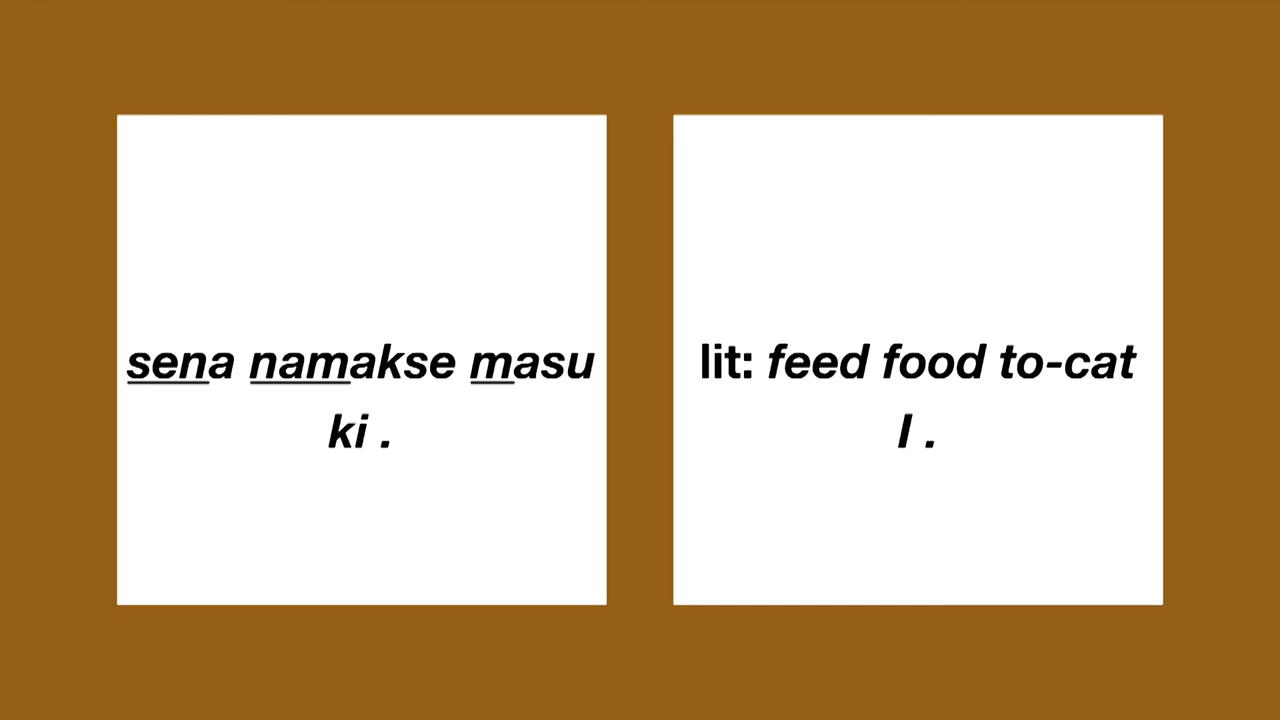 sena namakse masu
ki .
lit: feed food to-cat
I .